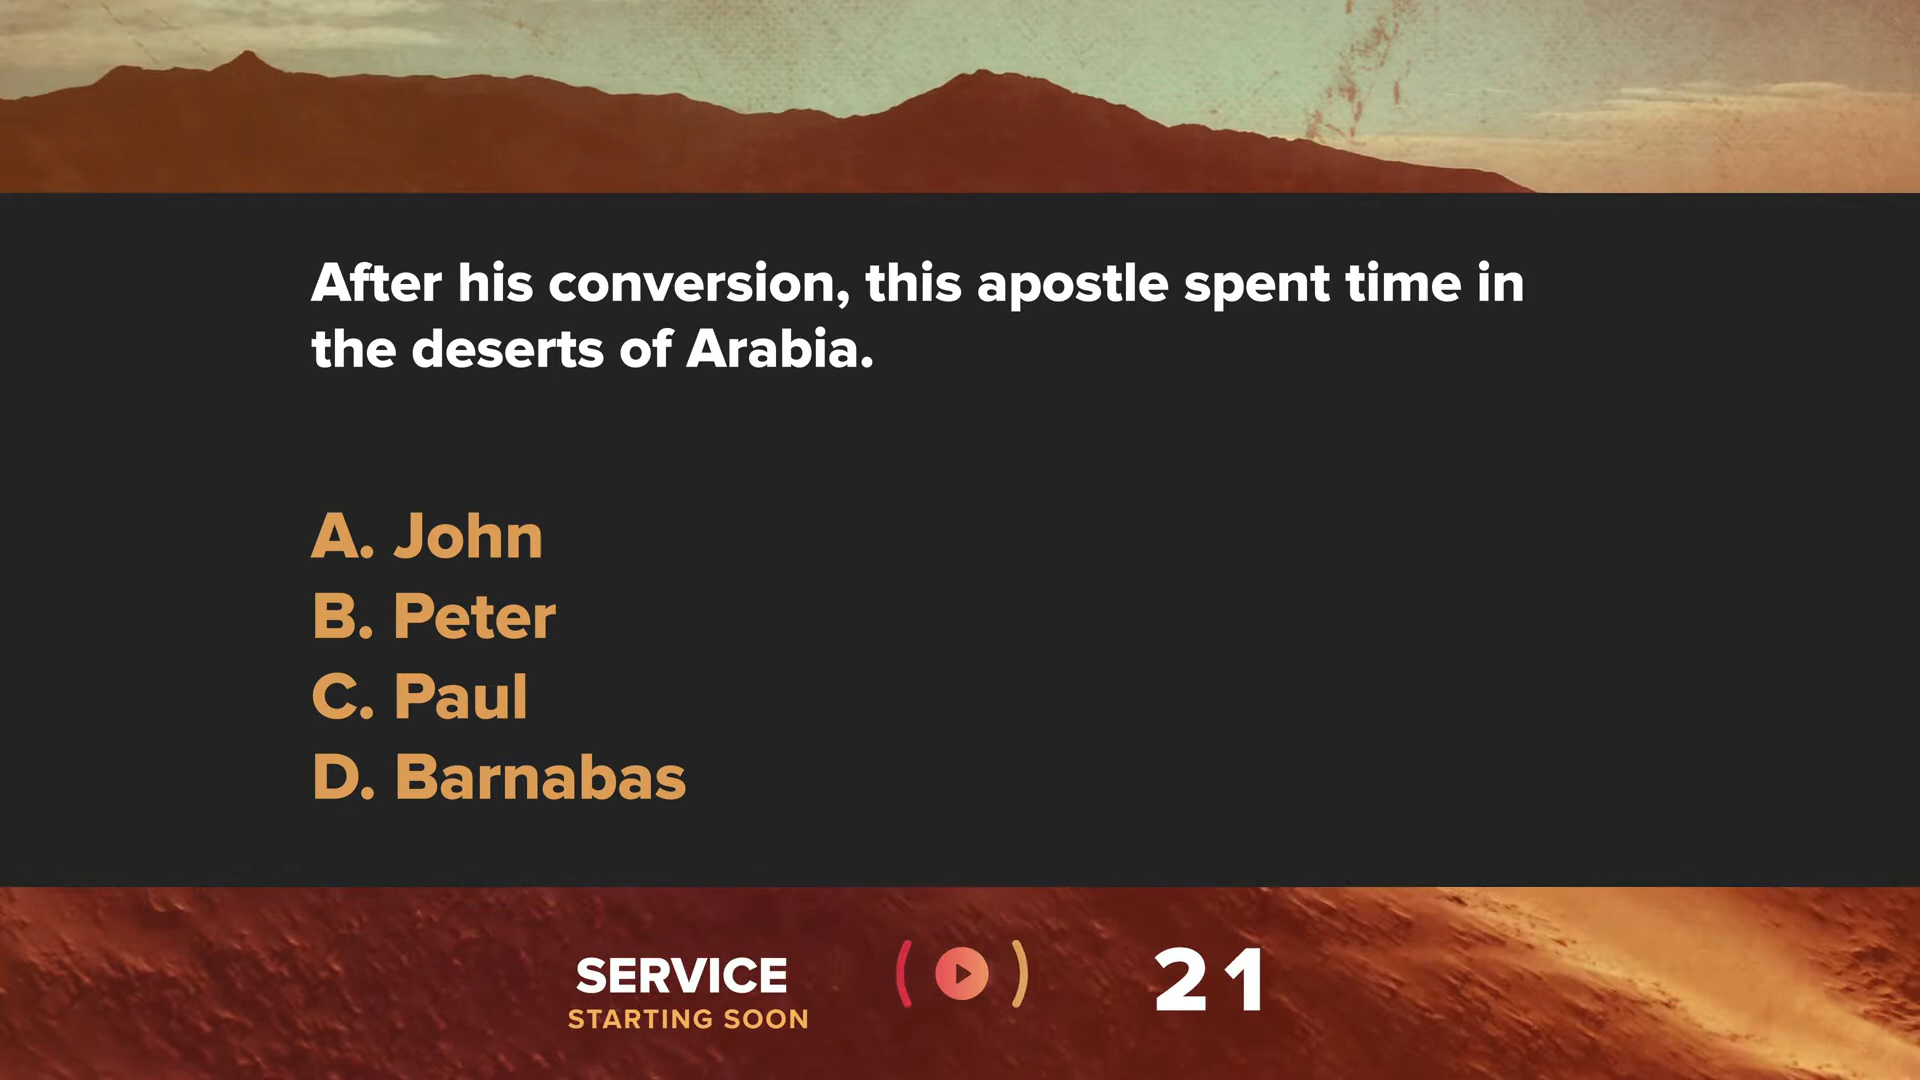 After his conversion, this apostle spent time in
the deserts of Arabia.
A. John
B. Peter
C. Paul
D. Barnabas
SERVICE
STARTING SOON
21